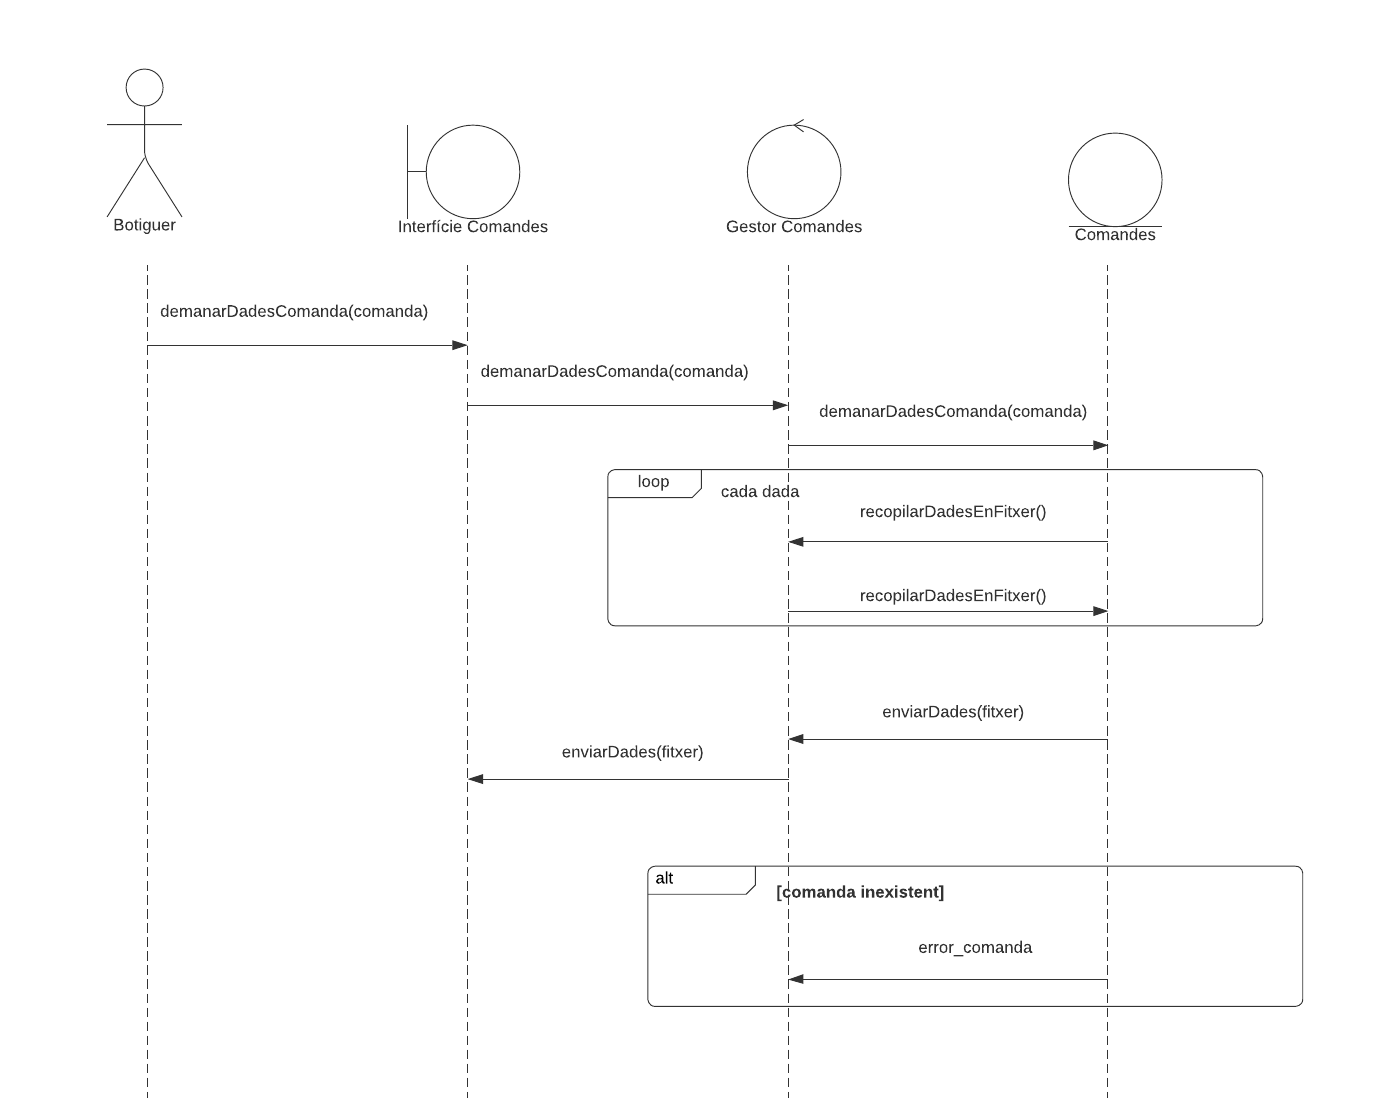 Botiguer
Interfície Comandes
Gestor Comandes
Comandes
demanarDadesComanda(comanda)
demanarDadesComanda(comanda)
demanarDadesComanda(comanda)
loop
cada dada
recopilarDadesEnFitxer()
recopilarDadesEnFitxer()
enviarDades(fitxer)
enviarDades(fitxer)
alt
[comanda inexistent]
error_comanda